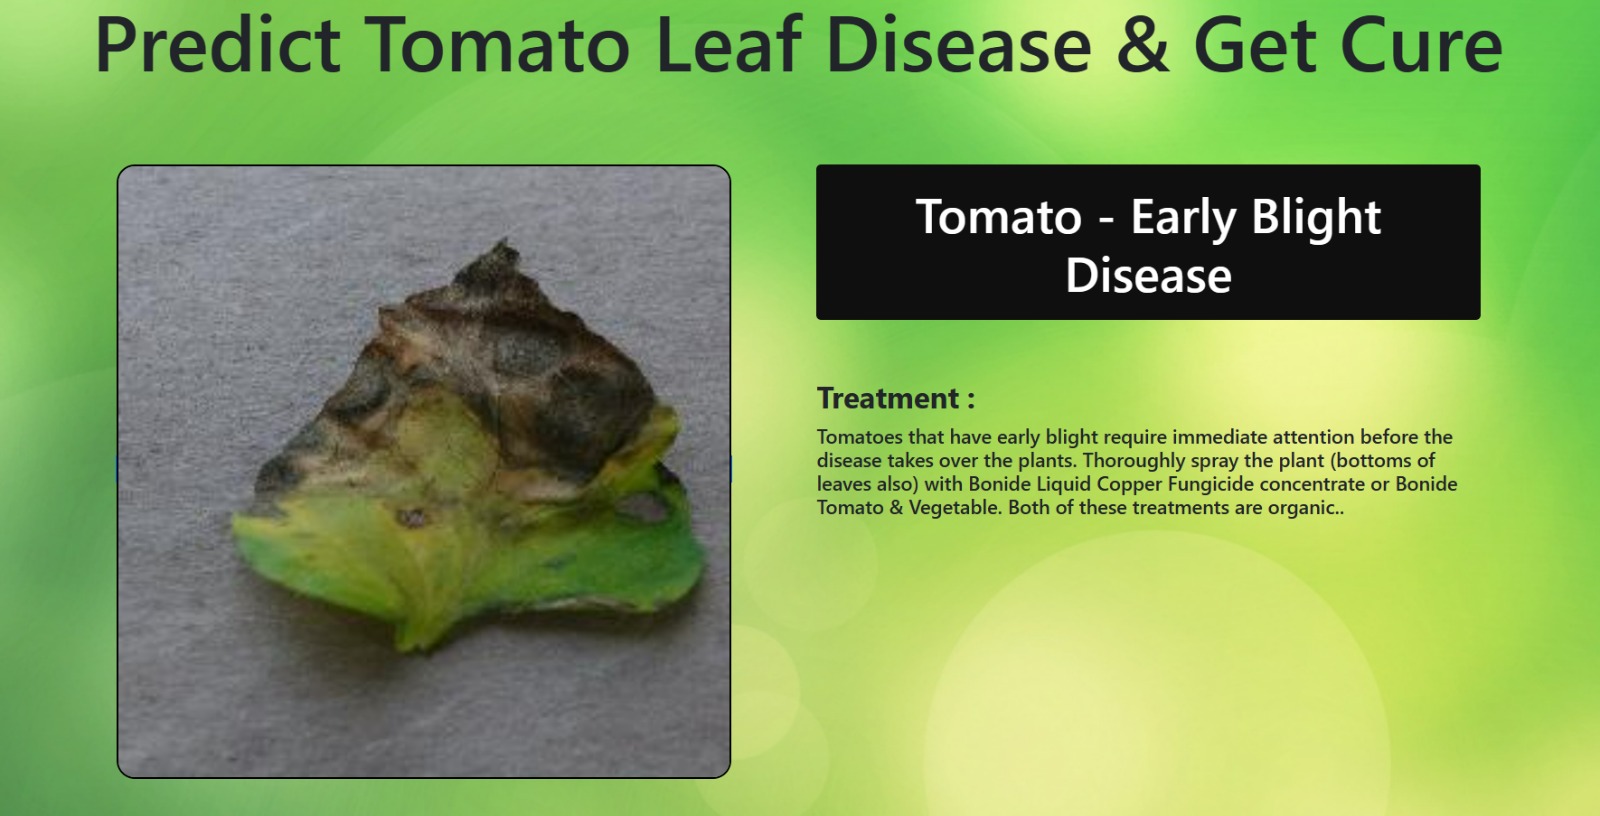 Predict Tomato Leaf Disease & Get Cure
Tomato - Early Blight
Disease
Treatment :
Tomatoes that have early blight require immediate attention before the
disease takes over the plants. Thoroughly spray the plant (bottoms of
leaves also) with Bonide Liquid Copper Fungicide concentrate or Bonide
Tomato & Vegetable. Both of these treatments are organic..